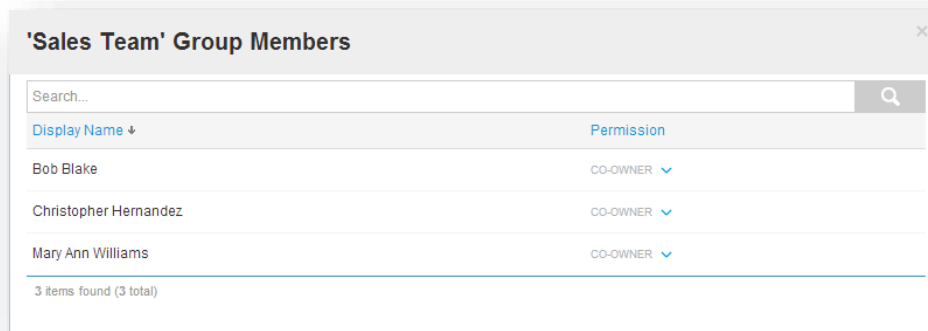 'Sales Team' Group Members
Search...
Display Name Permission
Bob Blake CO-OWNER
Christopher Hernandez CO-OWNER
Mary Ann Williams CO-OWNER
3 items found (3 total)